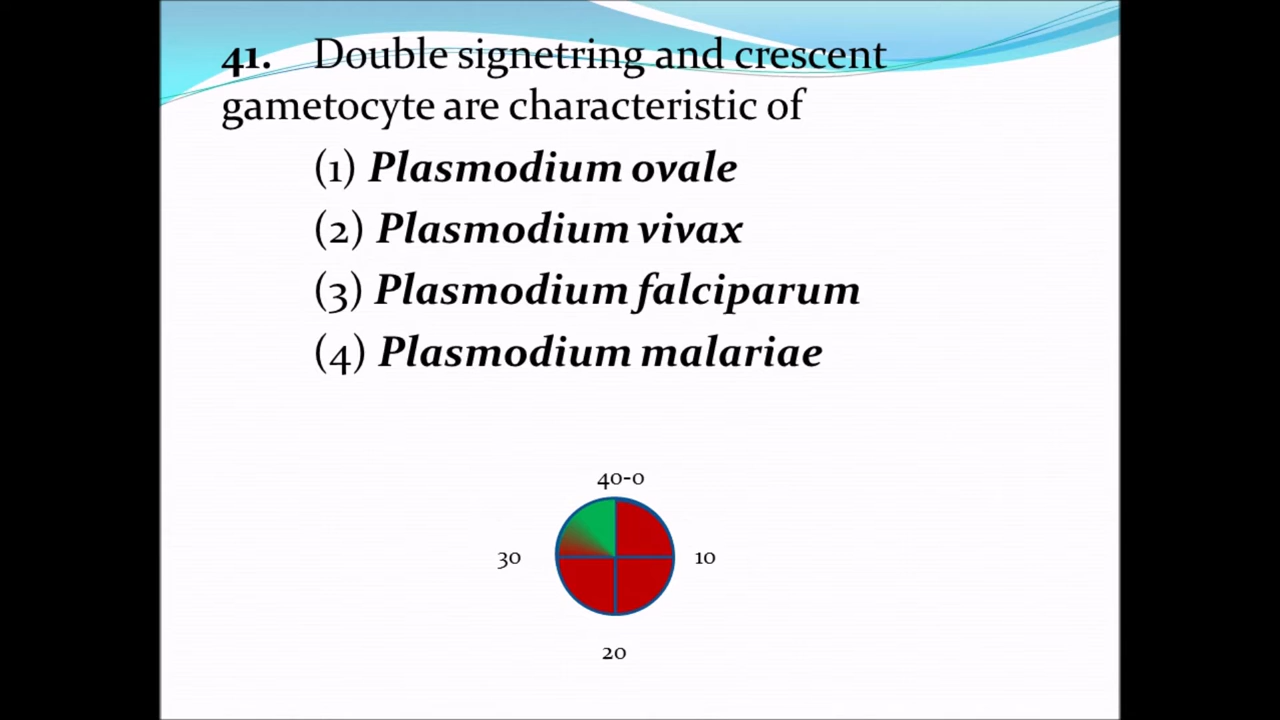 41. Double signetring and crescent
gametocyte are characteristic of
(1) Plasmodium ovale
(2) Plasmodium vivax
(3) Plasmodium falciparum
(4) Plasmodium malariae
40-0
30
10
20